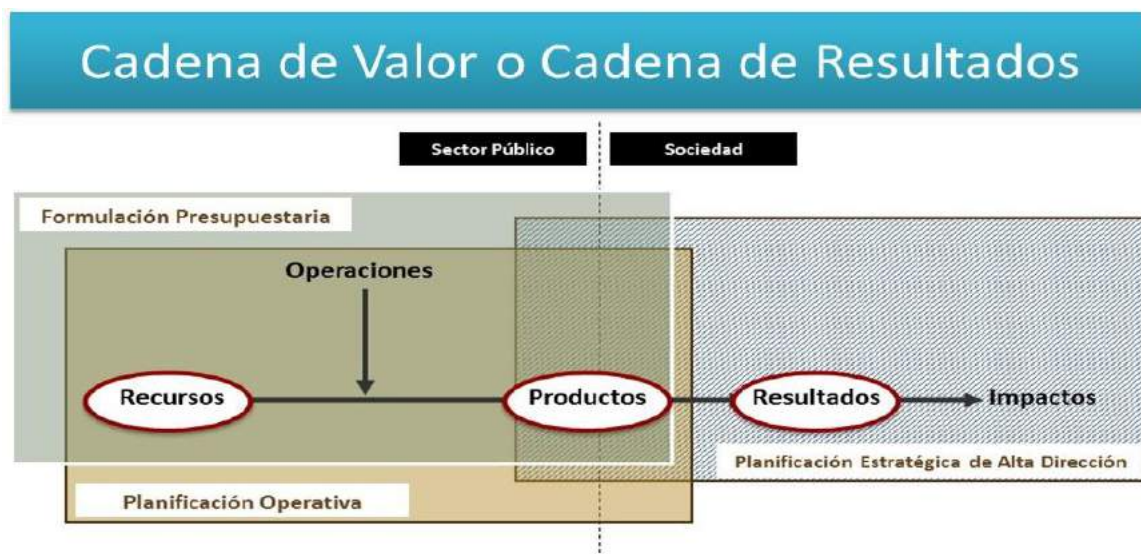 Cadena de Valor o Cadena de Resultados
Sector Público
Sociedad
Formulación Presupuestaria
Operaciones
Recursos
Productos
Resultados
Impactos
Planificación Estratégica de Alta Dirección
Planificación Operativa